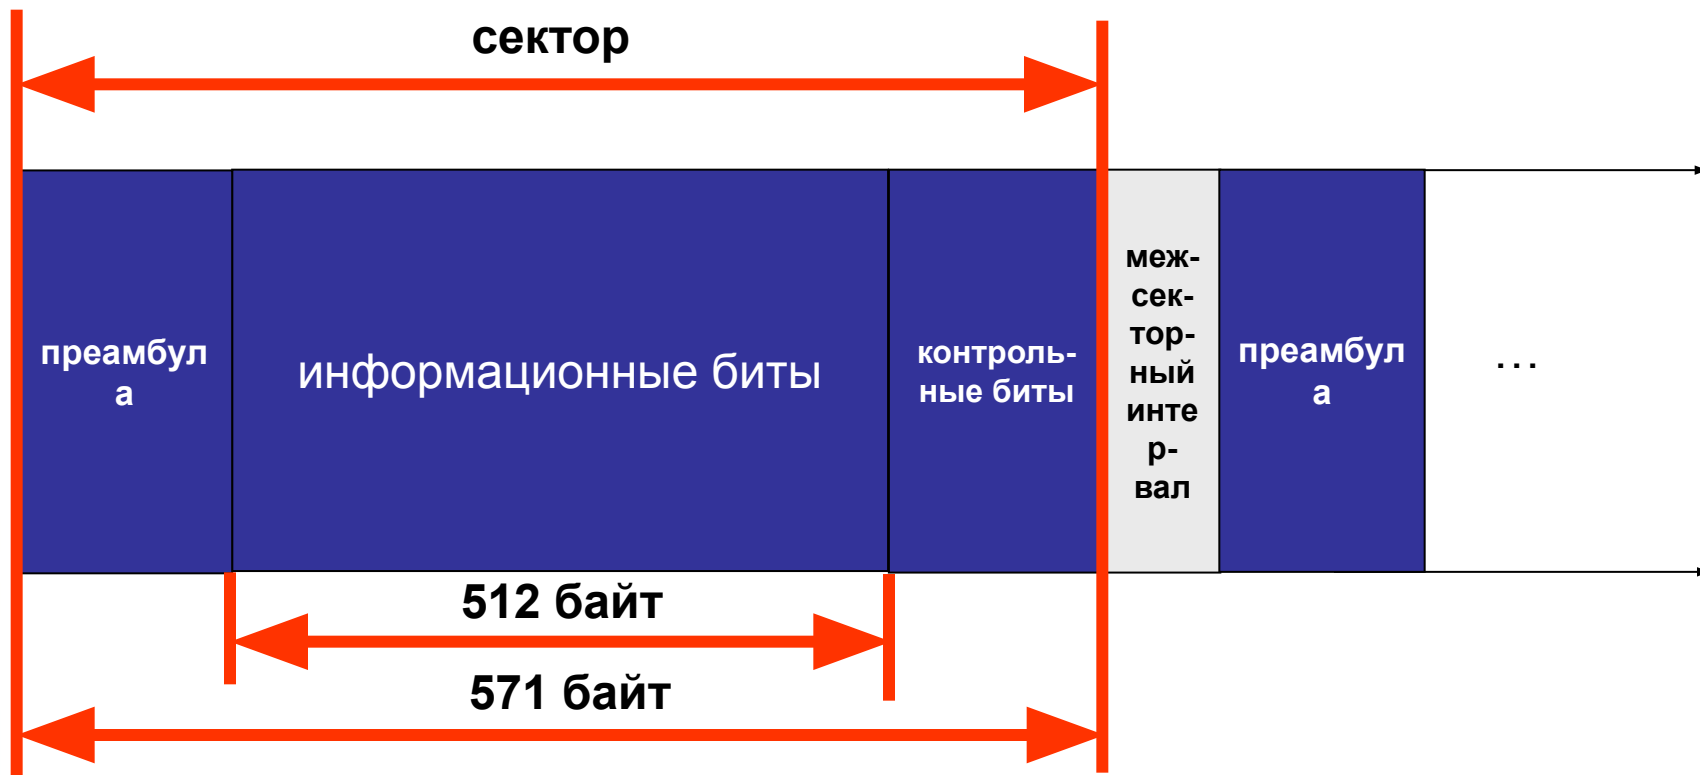 сектор
преамбул
а
информационные биты
контроль-
ные биты
меж-
сек-
тор-
ный
инте
р-
вал
преамбул
а
...
512 байт
571 байт